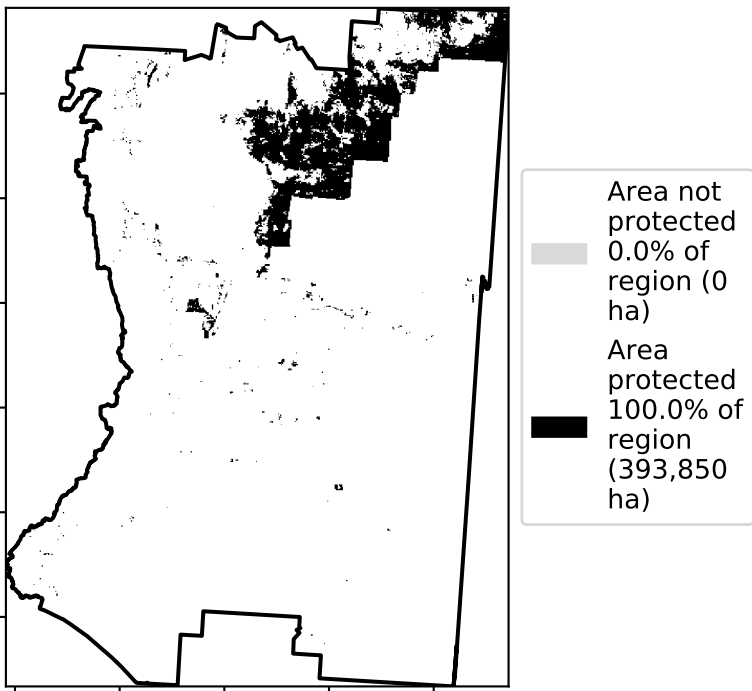 Area not
protected
0.0% of
region (0
ha)
Area
protected
100.0% of
region
(393,850
ha)